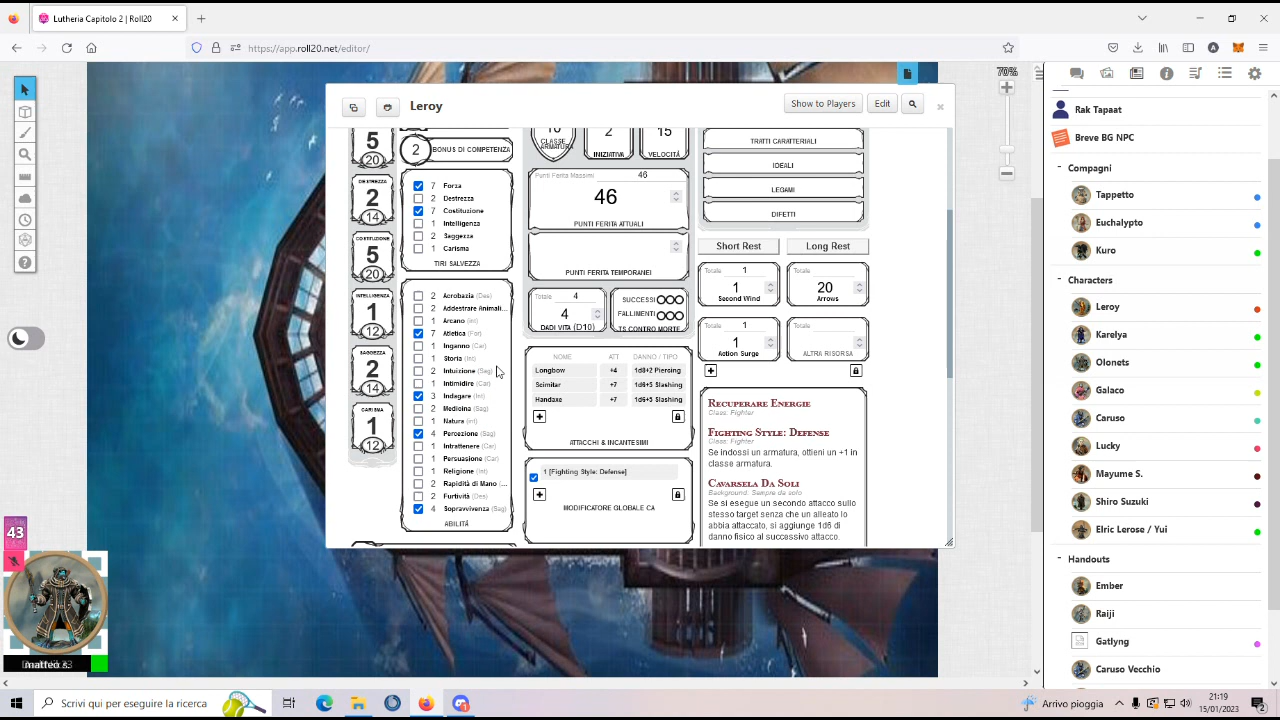 Lutheria Capitolo 2 | Roll20
https://app.roll20.net/editor/
70%
Leroy
Show to Players
Edit
5
20
DESTREZZA
2
14
COSTITUZIONE
5
20
INTELLIGENZA
1
12
SAGGEZZA
2
14
CARISMA
1
12
2
BONUS DI COMPETENZA
7 Forza
2 Destrezza
7 Costituzione
1 Intelligenza
2 Saggezza
1 Carisma
TIRI SALVEZZA
2 Acrobazia (Des)
2 Addestrare Animali...
1 Arcano (Int)
7 Atletica (For)
1 Inganno (Car)
1 Storia (Int)
2 Intuizione (Sag)
1 Intimidire (Car)
3 Indagare (Int)
2 Medicina (Sag)
1 Natura (Int)
4 Percezione (Sag)
1 Intrattenere (Car)
1 Persuasione (Car)
1 Religione (Int)
2 Rapidità di Mano (...
2 Furtività (Des)
4 Sopravvivenza (Sag)
ABILITÁ
CLASSE
ARMATURA
2
INIZIATIVA
15
VELOCITÁ
Punti Ferita Massimi 46
46
PUNTI FERITA ATTUALI
PUNTI FERITA TEMPORANEI
Totale 4
4
DADI VITA (D10)
SUCCESSI
FALLIMENTI
TS CONTRO MORTE
NOME ATT DANNO / TIPO:
Longbow +4 1d8+2 Piercing
Scimitar +7 1d6+5 Slashing
Handaxe +7 1d6+5 Slashing
ATTACCHI & INCANTESIMI
1 [Fighting Style: Defense]
MODIFICATORE GLOBALE CA
TRATTI CARATTERIALI
IDEALI
LEGAMI
DIFETTI
Short Rest
Long Rest
Totale 1
1
Second Wind
Totale
20
Arrows
Totale 1
1
Action Surge
Totale
ALTRA RISORSA
Recuperare Energie
Class: Fighter
Fighting Style: Defense
Class: Fighter
Se indossi un armatura, ottieni un +1 in
classe armatura.
Cavarsela Da Soli
Background: Sempre da solo
Se si esegue un secondo attacco sullo
stesso target senza che un alleato lo
abbia attaccato, si aggiunge 1d6 di
danno fisico al successivo attacco.
Rak Tapaat
Breve BG NPC
Compagni
Tappetto
Euchalypto
Kuro
Characters
Leroy
Karelya
Olonets
Galaco
Caruso
Lucky
Mayume S.
Shiro Suzuki
Elric Lerose / Yui
Handouts
Ember
Raiji
Gatlyng
Caruso Vecchio
43
matteo s.
Scrivi qui per eseguire la ricerca
Arrivo pioggia
21:19
15/01/2023
2